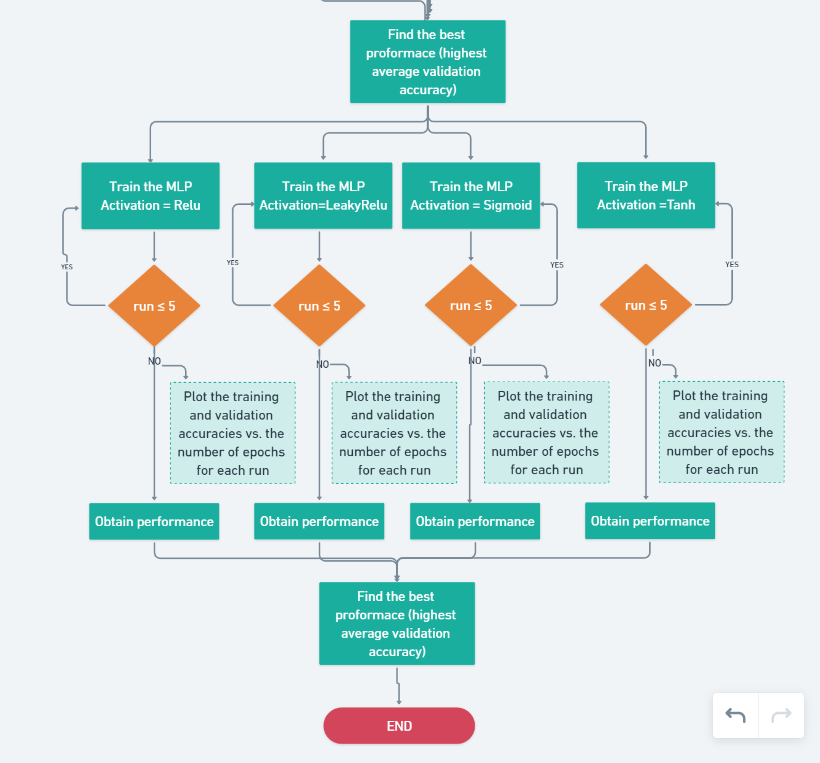 Find the best
proformace (highest
average validation
accuracy)
Train the MLP
Activation = Relu
Train the MLP
Activation=LeakyRelu
Train the MLP
Activation = Sigmoid
Train the MLP
Activation =Tanh
YES
YES
YES
YES
run ≤ 5
run ≤ 5
run ≤ 5
run ≤ 5
NO
NO
NO
NO
Plot the training
and validation
accuracies vs. the
number of epochs
for each run
Plot the training
and validation
accuracies vs. the
number of epochs
for each run
Plot the training
and validation
accuracies vs. the
number of epochs
for each run
Plot the training
and validation
accuracies vs. the
number of epochs
for each run
Obtain performance
Obtain performance
Obtain performance
Obtain performance
Find the best
proformace (highest
average validation
accuracy)
END